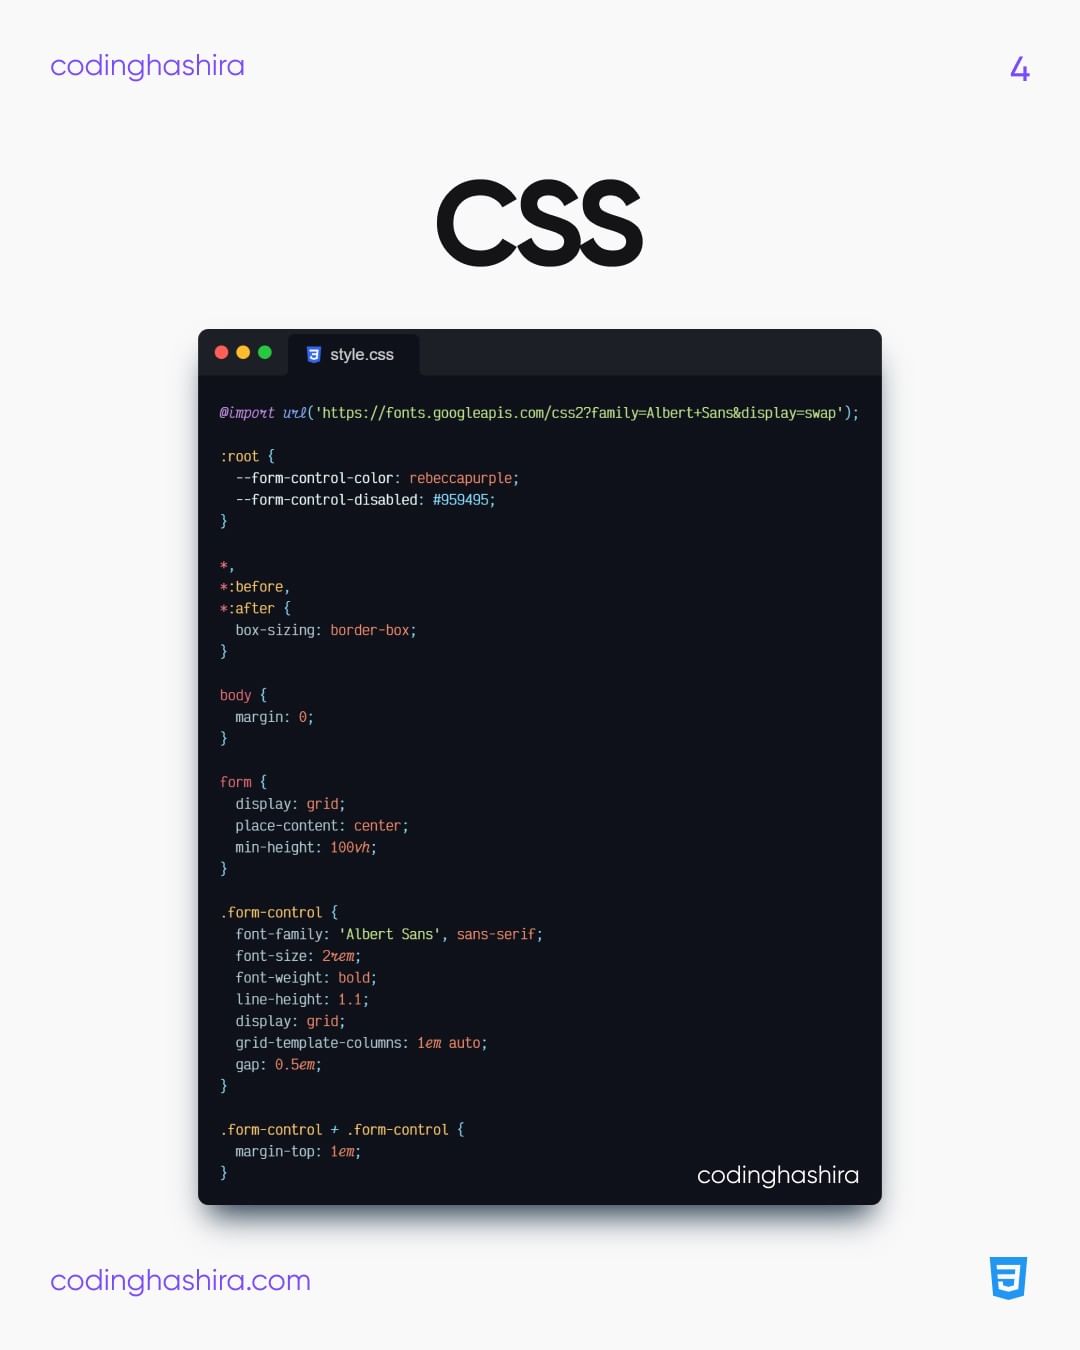 codinghashira
4
CSS
style.css
@import url('https://fonts.googleapis.com/css2?family=Albert+Sans&display=swap');
:root {
  --form-control-color: rebeccapurple;
  --form-control-disabled: #959495;
}
*,
*:before,
*:after {
  box-sizing: border-box;
}
body {
  margin: 0;
}
form {
  display: grid;
  place-content: center;
  min-height: 100vh;
}
.form-control {
  font-family: 'Albert Sans', sans-serif;
  font-size: 2rem;
  font-weight: bold;
  line-height: 1.1;
  display: grid;
  grid-template-columns: 1em auto;
  gap: 0.5em;
}
.form-control + .form-control {
  margin-top: 1em;
}
codinghashira
codinghashira.com